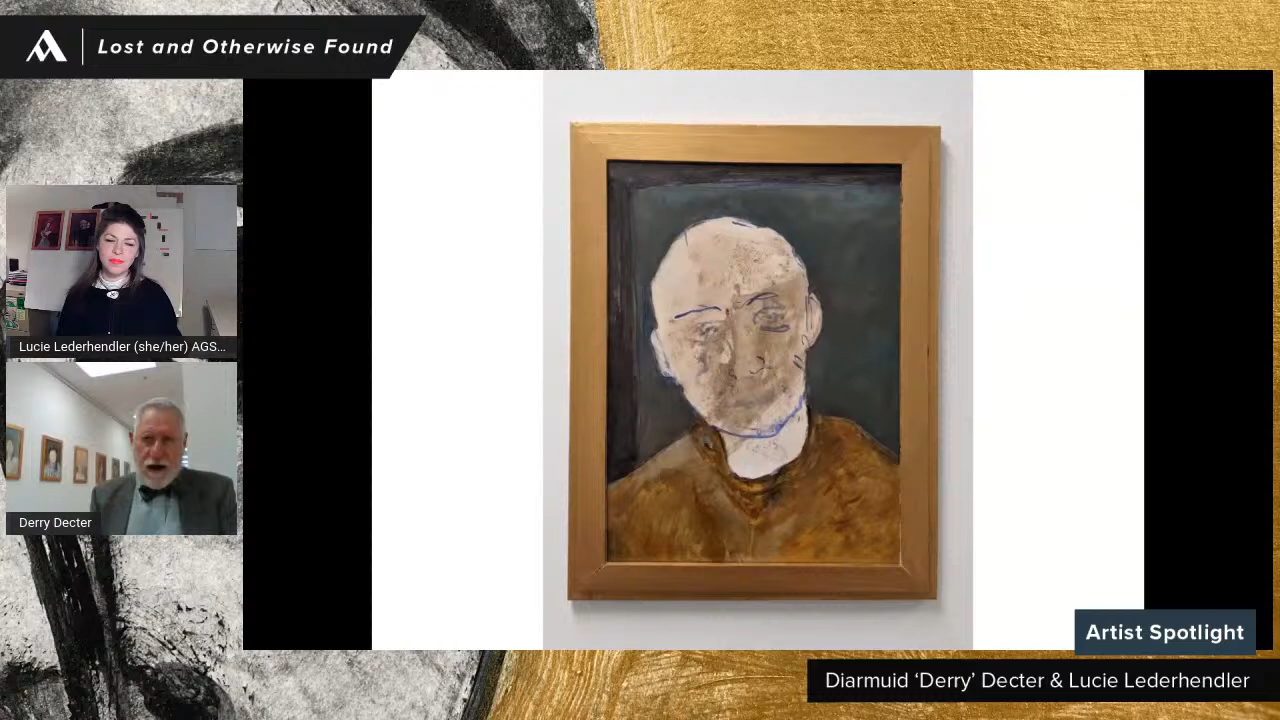 Lost and Otherwise Found
Lucie Lederhendler (she/her) AGS...
Derry Decter
Artist Spotlight
Diarmuid ‘Derry’ Decter & Lucie Lederhendler